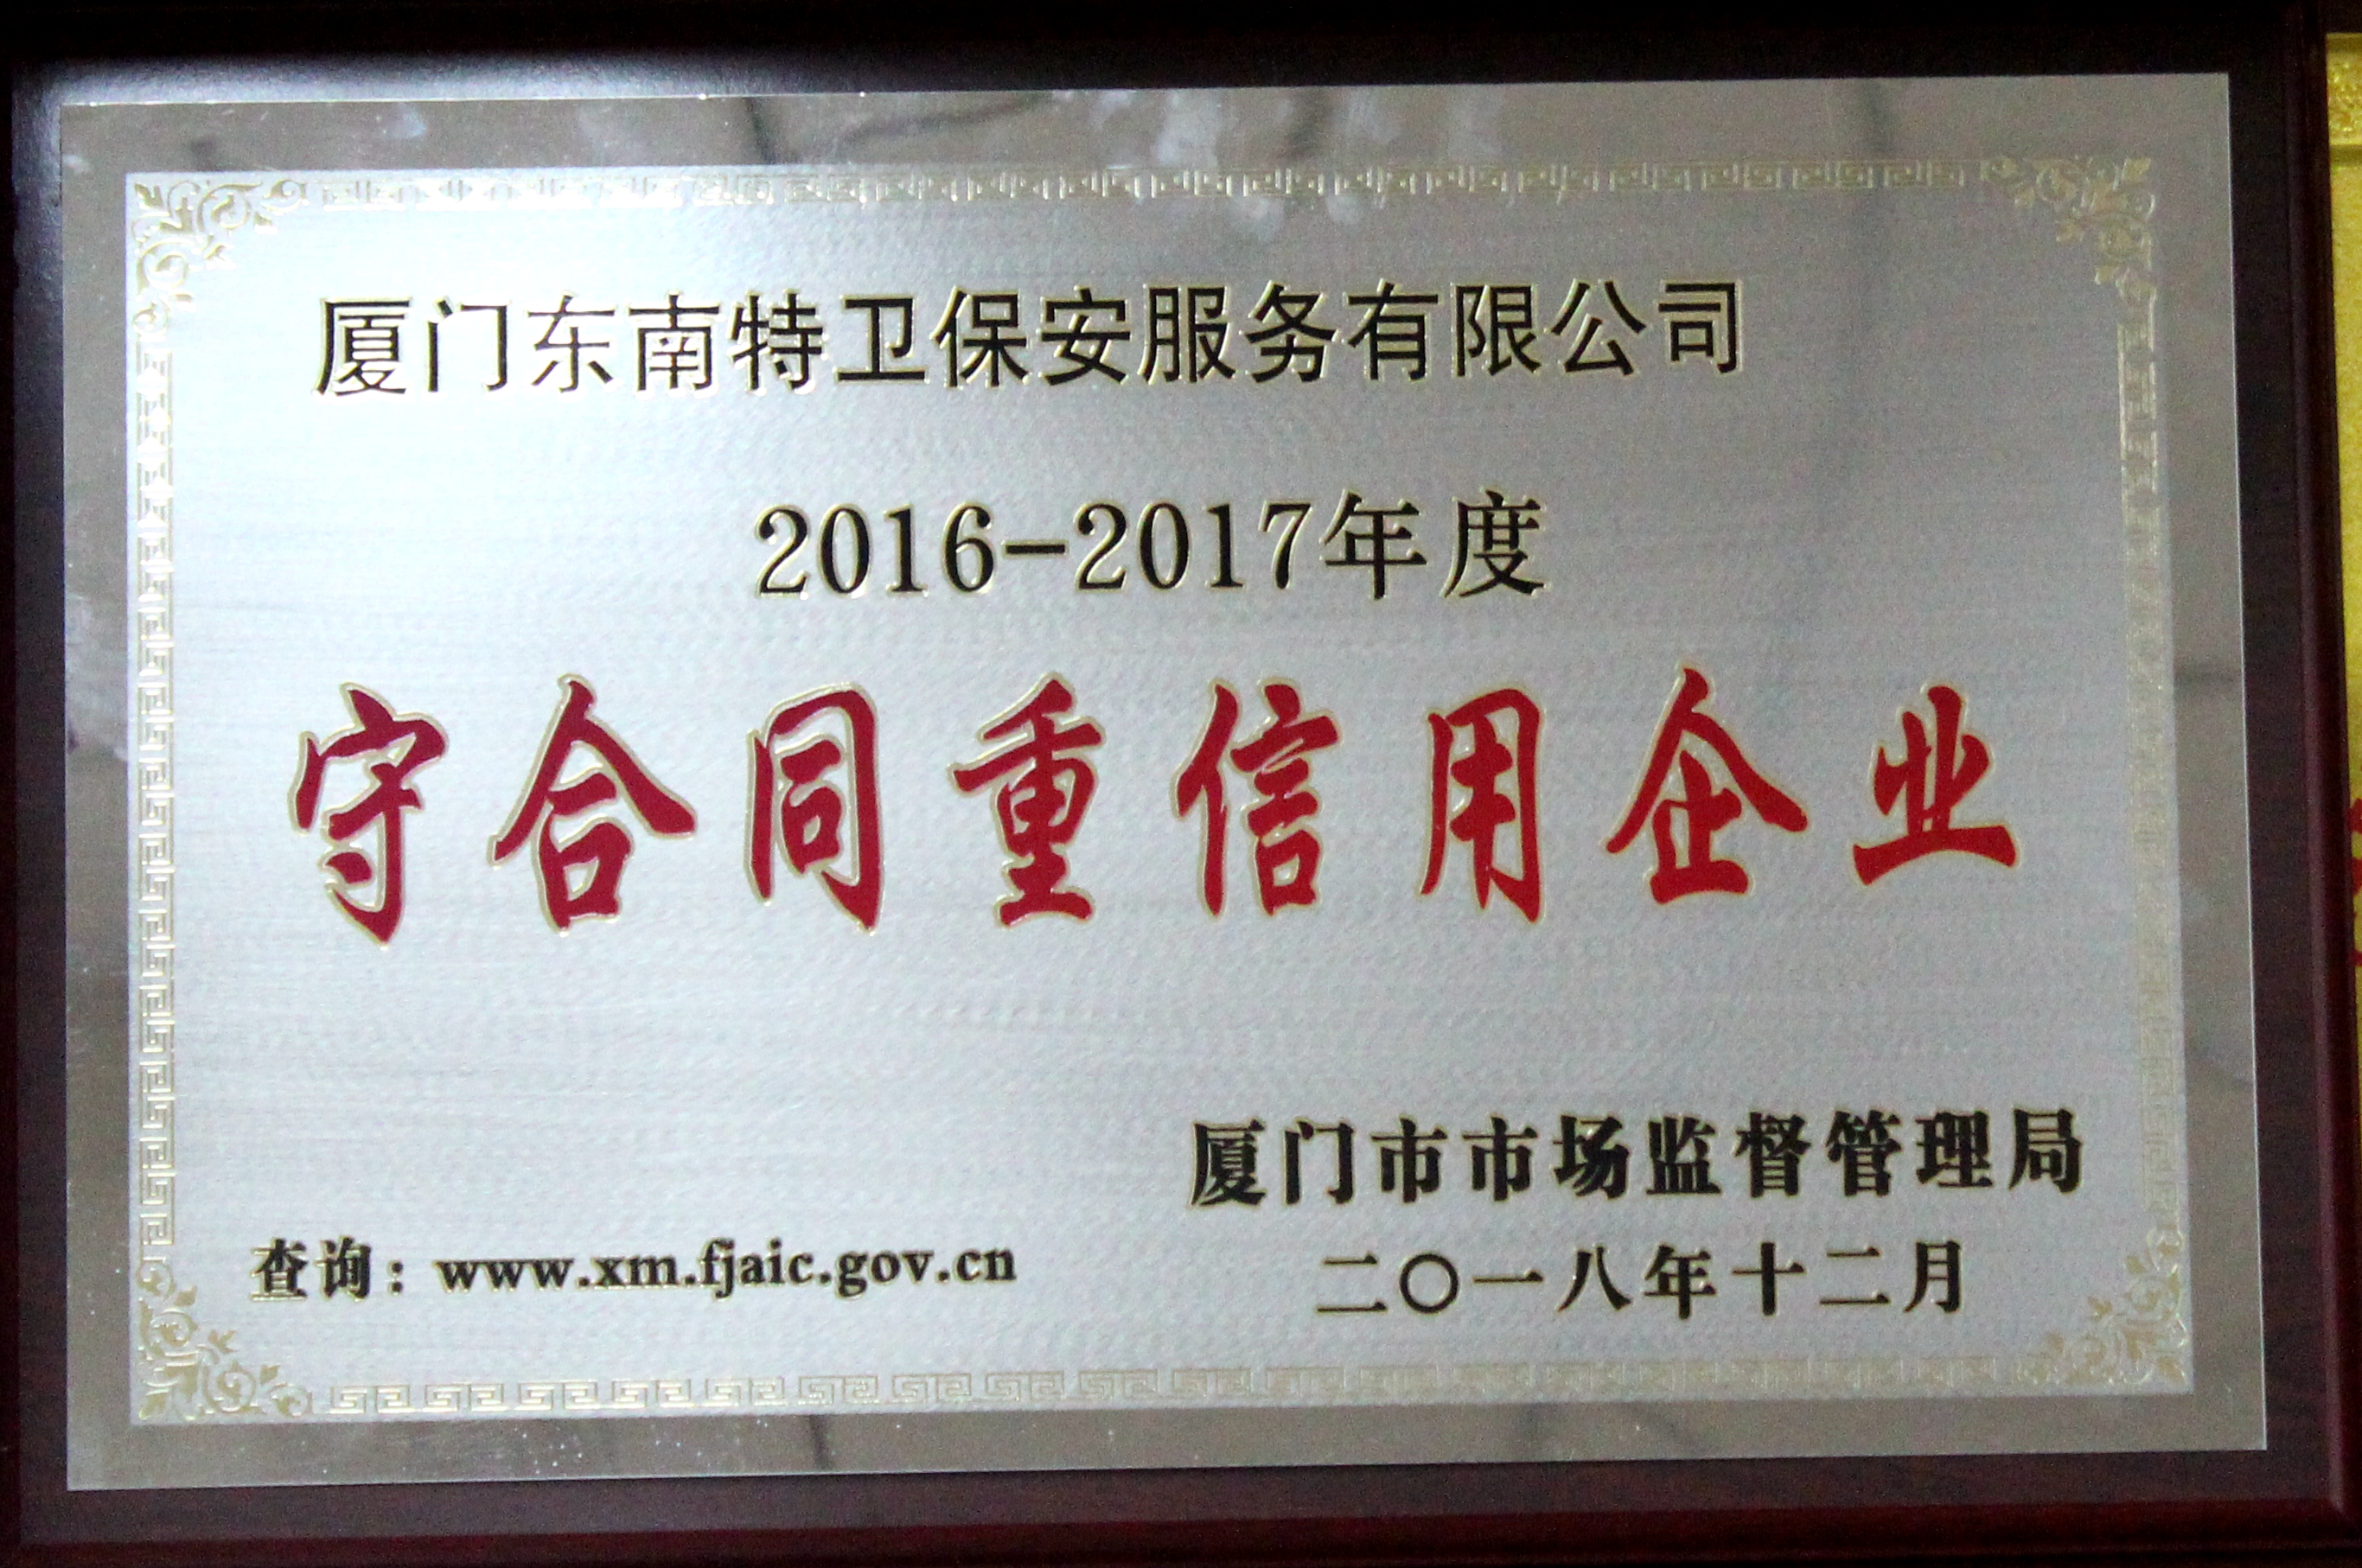 厦门东南特卫保安服务有限公司
2016-2017年度
守合同重信用企业
厦门市市场监督管理局
查询：www.xm.fjaic.gov.cn
二〇一八年十二月